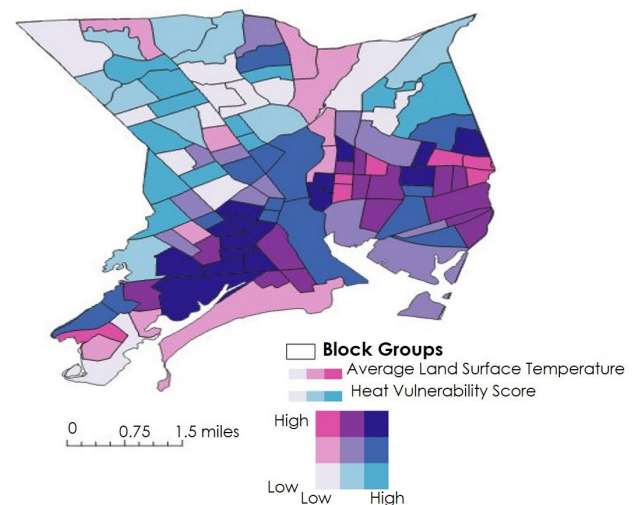 Block Groups
Average Land Surface Temperature
Heat Vulnerability Score
0 0.75 1.5 miles
High
Low
Low High